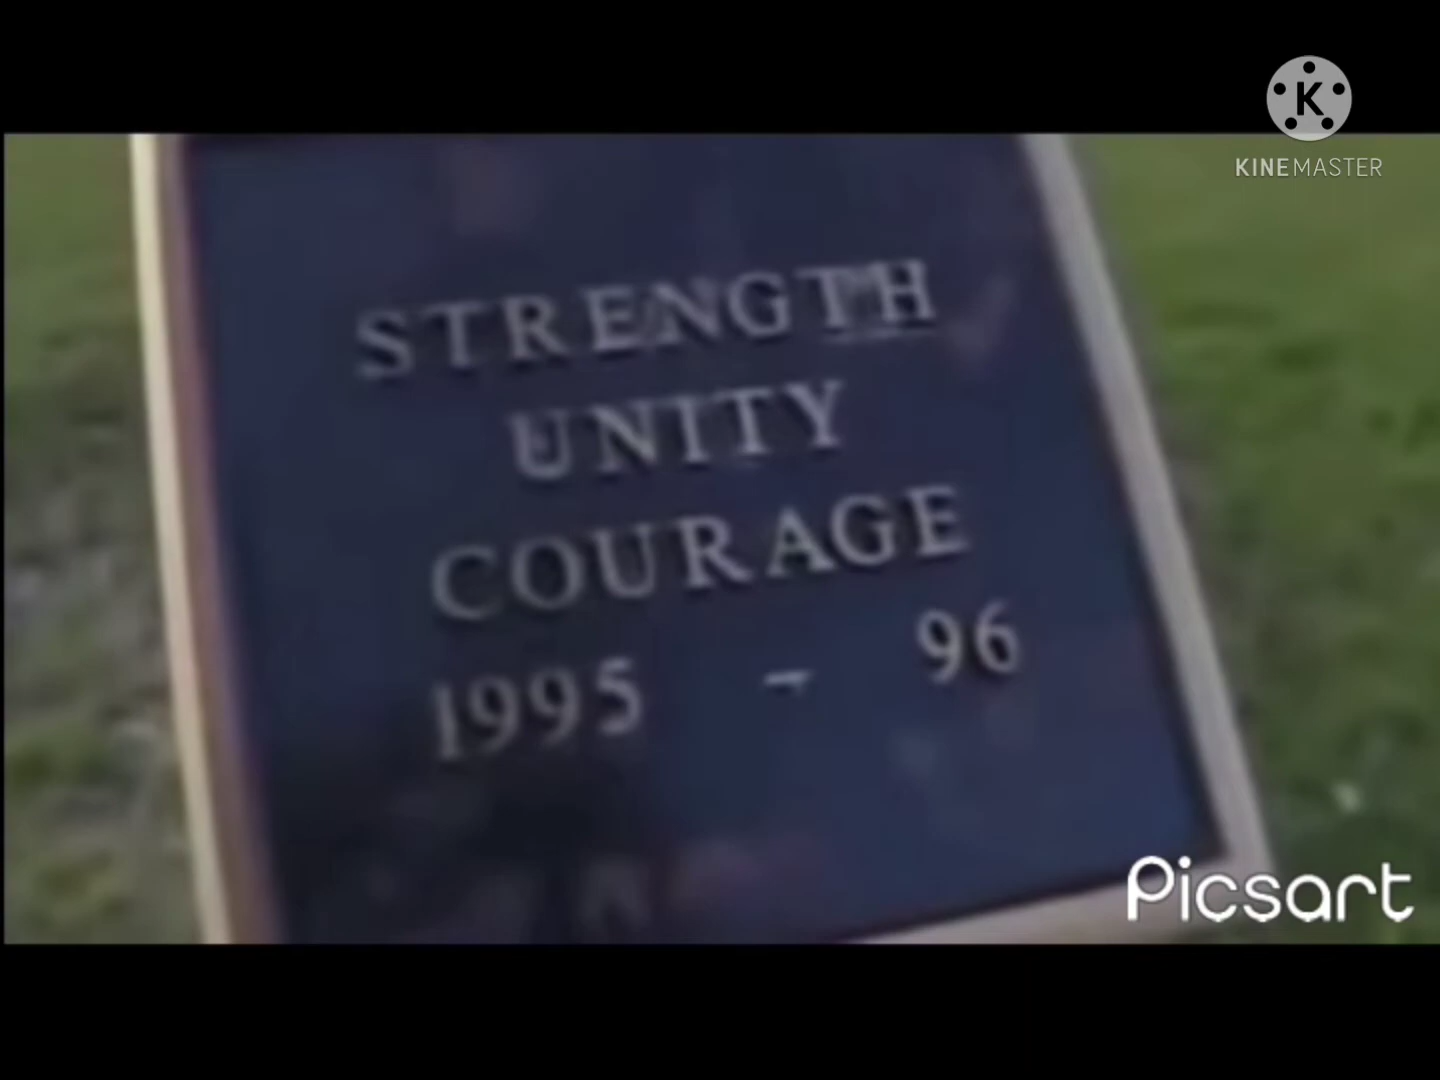 KINEMASTER
STRENGTH
UNITY
COURAGE
1995 - 96
Picsart